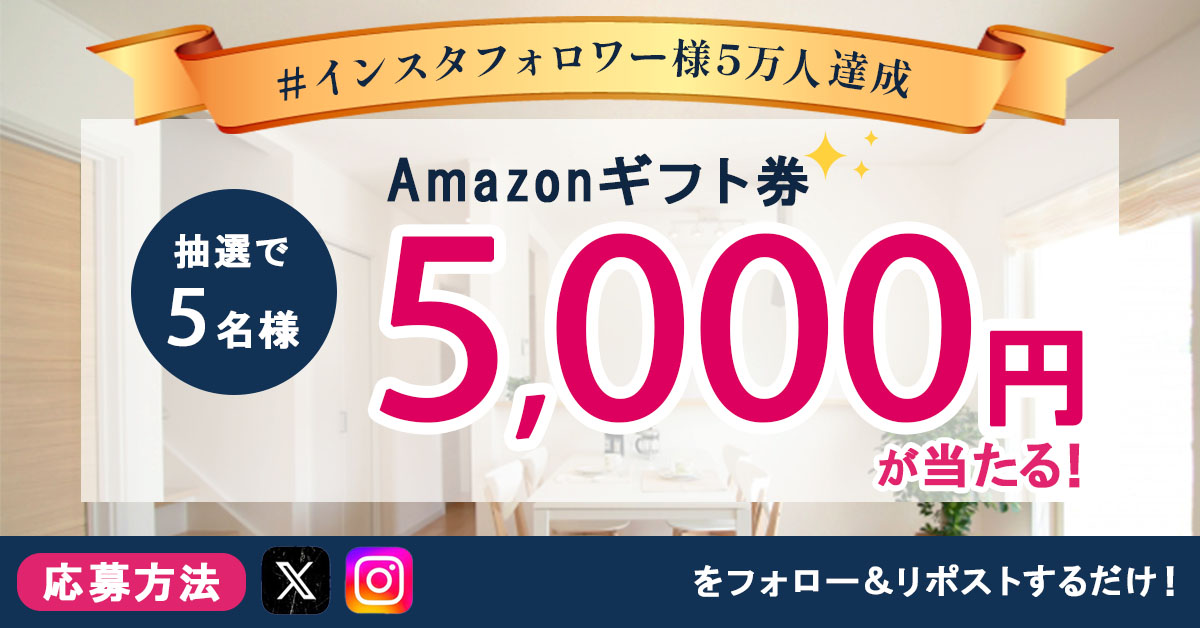 #インスタフォロワー様5万人達成
Amazonギフト券
抽選で
5名様
5,000円
が当たる!
応募方法
をフォロー&リポストするだけ!